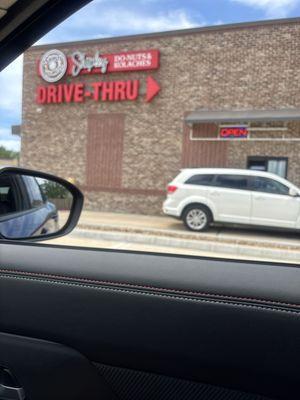 Shipley
DO-NUTS &
KOLACHES
DRIVE-THRU
OPEN